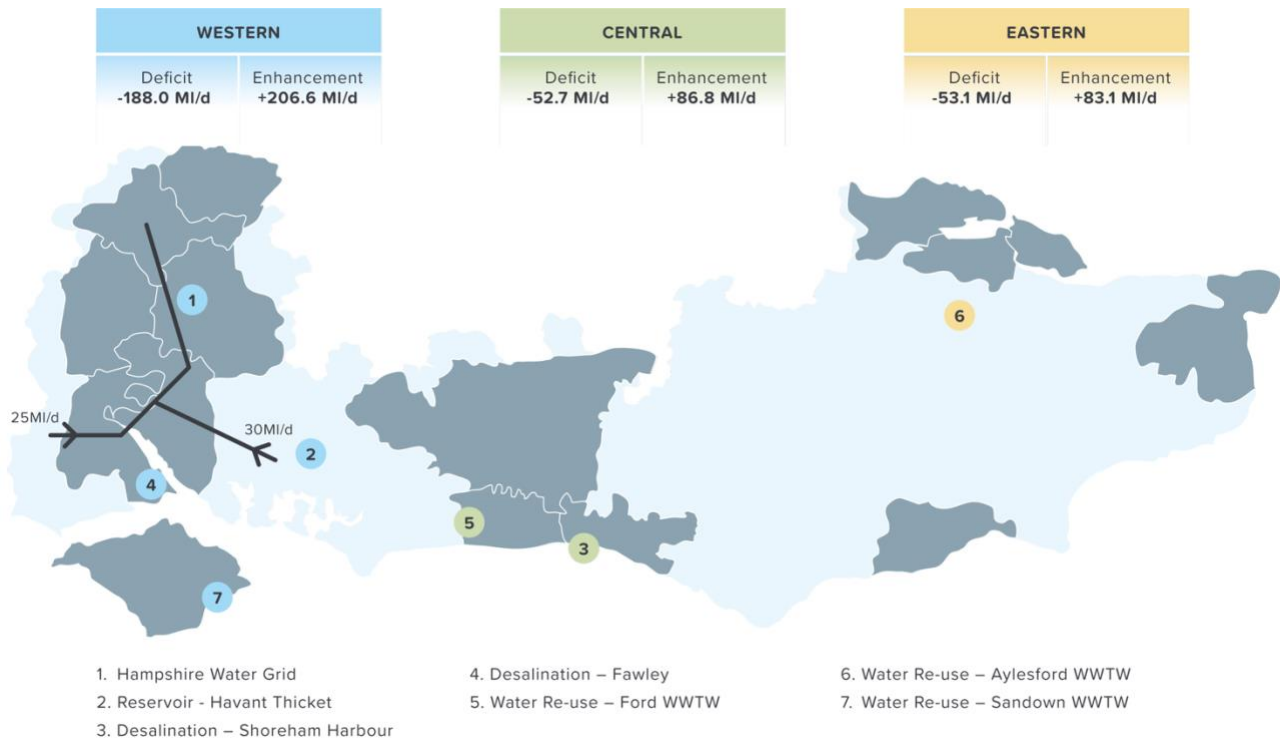 WESTERN
Deficit
-188.0 Ml/d
Enhancement
+206.6 Ml/d
CENTRAL
Deficit
-52.7 Ml/d
Enhancement
+86.8 Ml/d
EASTERN
Deficit
-53.1 Ml/d
Enhancement
+83.1 Ml/d
1
6
25Ml/d
30Ml/d
2
4
5
3
7
1. Hampshire Water Grid
2. Reservoir - Havant Thicket
3. Desalination – Shoreham Harbour
4. Desalination – Fawley
5. Water Re-use – Ford WWTW
6. Water Re-use – Aylesford WWTW
7. Water Re-use – Sandown WWTW